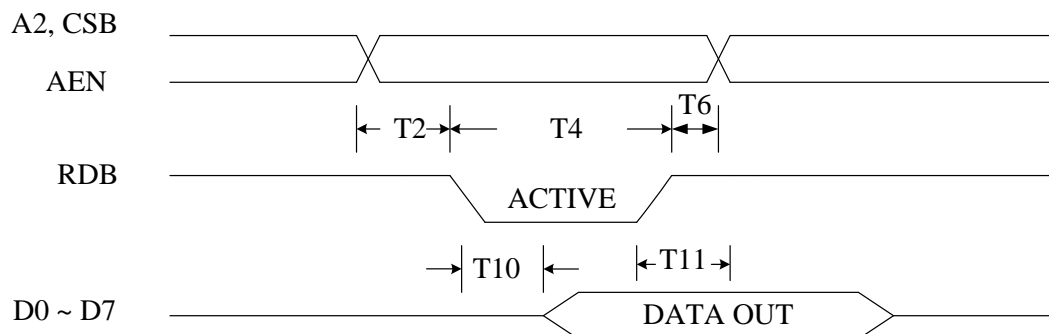 A2, CSB
AEN
T6
T2
T4
RDB
ACTIVE
T10
T11
D0 ~ D7
DATA OUT